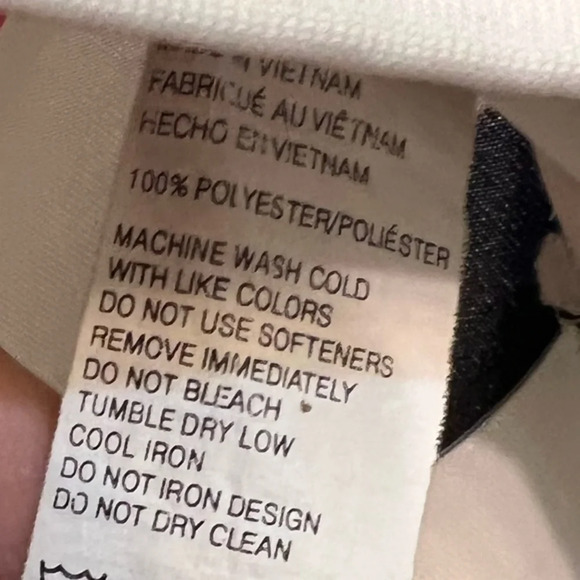 VIETNAM
FABRIQUÉ AU VIÊTNAM
HECHO EN VIETNAM
100% POLYESTER/POLIÉSTER
MACHINE WASH COLD
WITH LIKE COLORS
DO NOT USE SOFTENERS
REMOVE IMMEDIATELY
DO NOT BLEACH
TUMBLE DRY LOW
COOL IRON
DO NOT IRON DESIGN
DO NOT DRY CLEAN